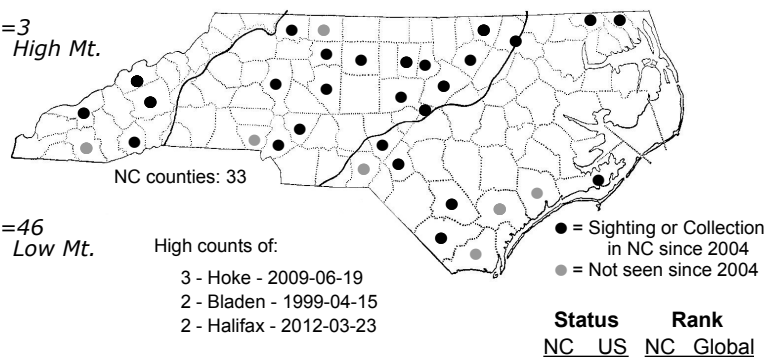 =3
High Mt.
NC counties: 33
=46
Low Mt.
High counts of:
3 - Hoke - 2009-06-19
2 - Bladen - 1999-04-15
2 - Halifax - 2012-03-23
● = Sighting or Collection
in NC since 2004
● = Not seen since 2004
Status Rank
NC US NC Global